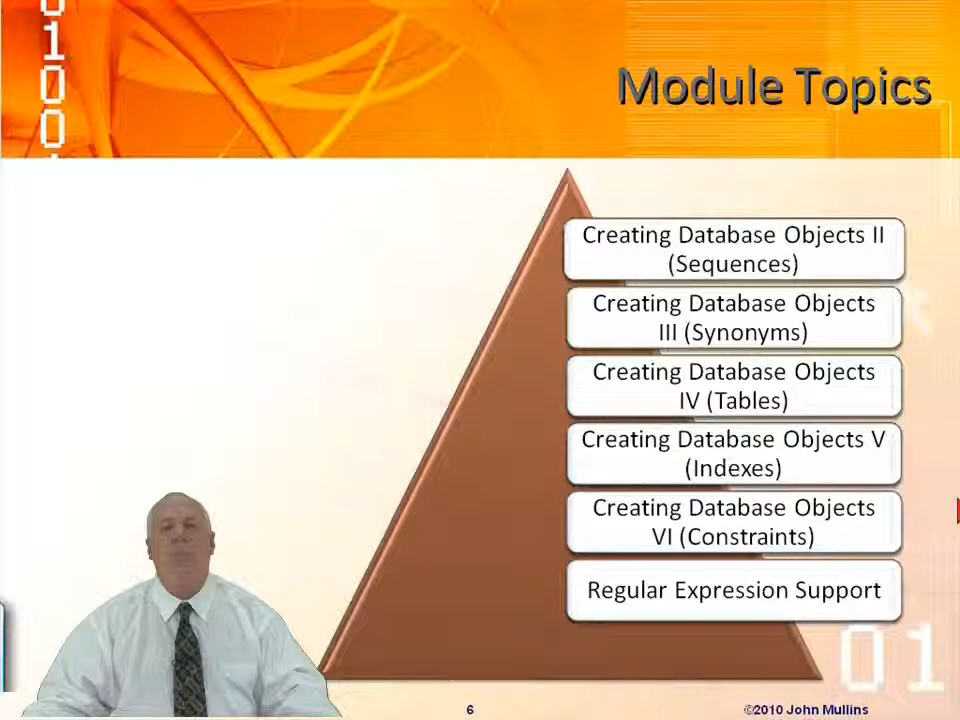 Module Topics
Creating Database Objects II
(Sequences)
Creating Database Objects
III (Synonyms)
Creating Database Objects
IV (Tables)
Creating Database Objects V
(Indexes)
Creating Database Objects
VI (Constraints)
Regular Expression Support
01
6
©2010 John Mullins